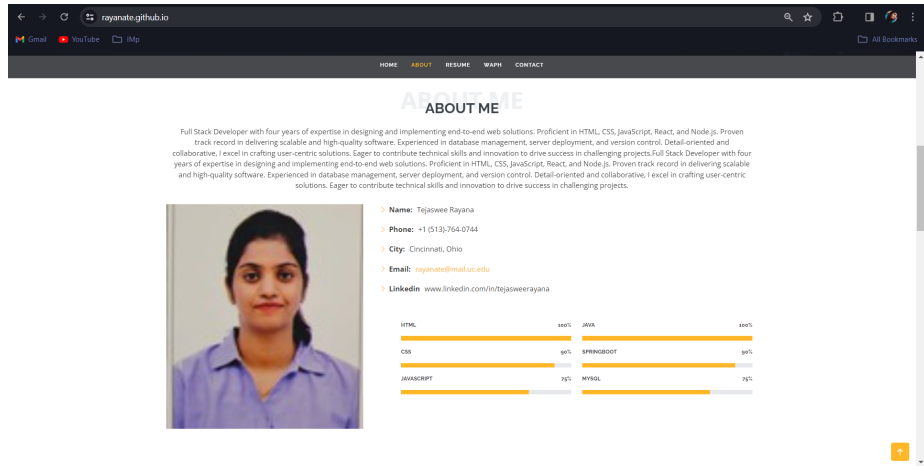 rayanate.github.io
Gmail YouTube IMp All Bookmarks
HOME ABOUT RESUME WAPH CONTACT
ABOUT ME
ABOUT ME
Full Stack Developer with four years of expertise in designing and implementing end-to-end web solutions. Proficient in HTML, CSS, JavaScript, React, and Node.js. Proven
track record in delivering scalable and high-quality software. Experienced in database management, server deployment, and version control. Detail-oriented and
collaborative, I excel in crafting user-centric solutions. Eager to contribute technical skills and innovation to drive success in challenging projects.Full Stack Developer with four
years of expertise in designing and implementing end-to-end web solutions. Proficient in HTML, CSS, JavaScript, React, and Node.js. Proven track record in delivering scalable
and high-quality software. Experienced in database management, server deployment, and version control. Detail-oriented and collaborative, I excel in crafting user-centric
solutions. Eager to contribute technical skills and innovation to drive success in challenging projects.
Name: Tejaswee Rayana
Phone: +1 (513)-764-0744
City: Cincinnati, Ohio
Email: rayanate@mail.uc.edu
Linkedin www.linkedin.com/in/tejasweerayana
HTML 100% JAVA 100%
CSS 90% SPRINGBOOT 90%
JAVASCRIPT 75% MYSQL 75%